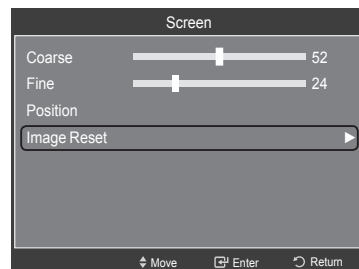 Screen
Coarse 52
Fine 24
Position
Image Reset
Move Enter Return